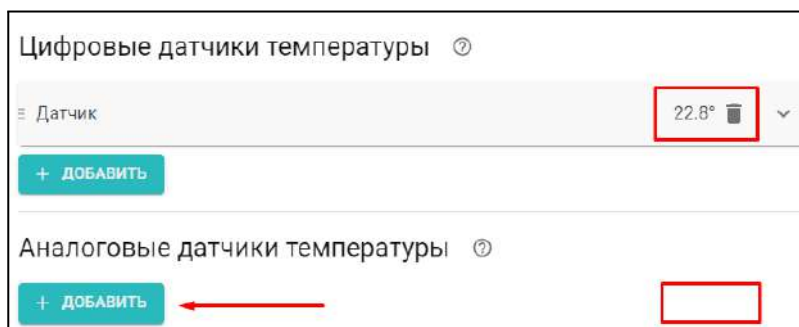 Цифровые датчики температуры
Датчик 22.8°
+ ДОБАВИТЬ
Аналоговые датчики температуры
+ ДОБАВИТЬ